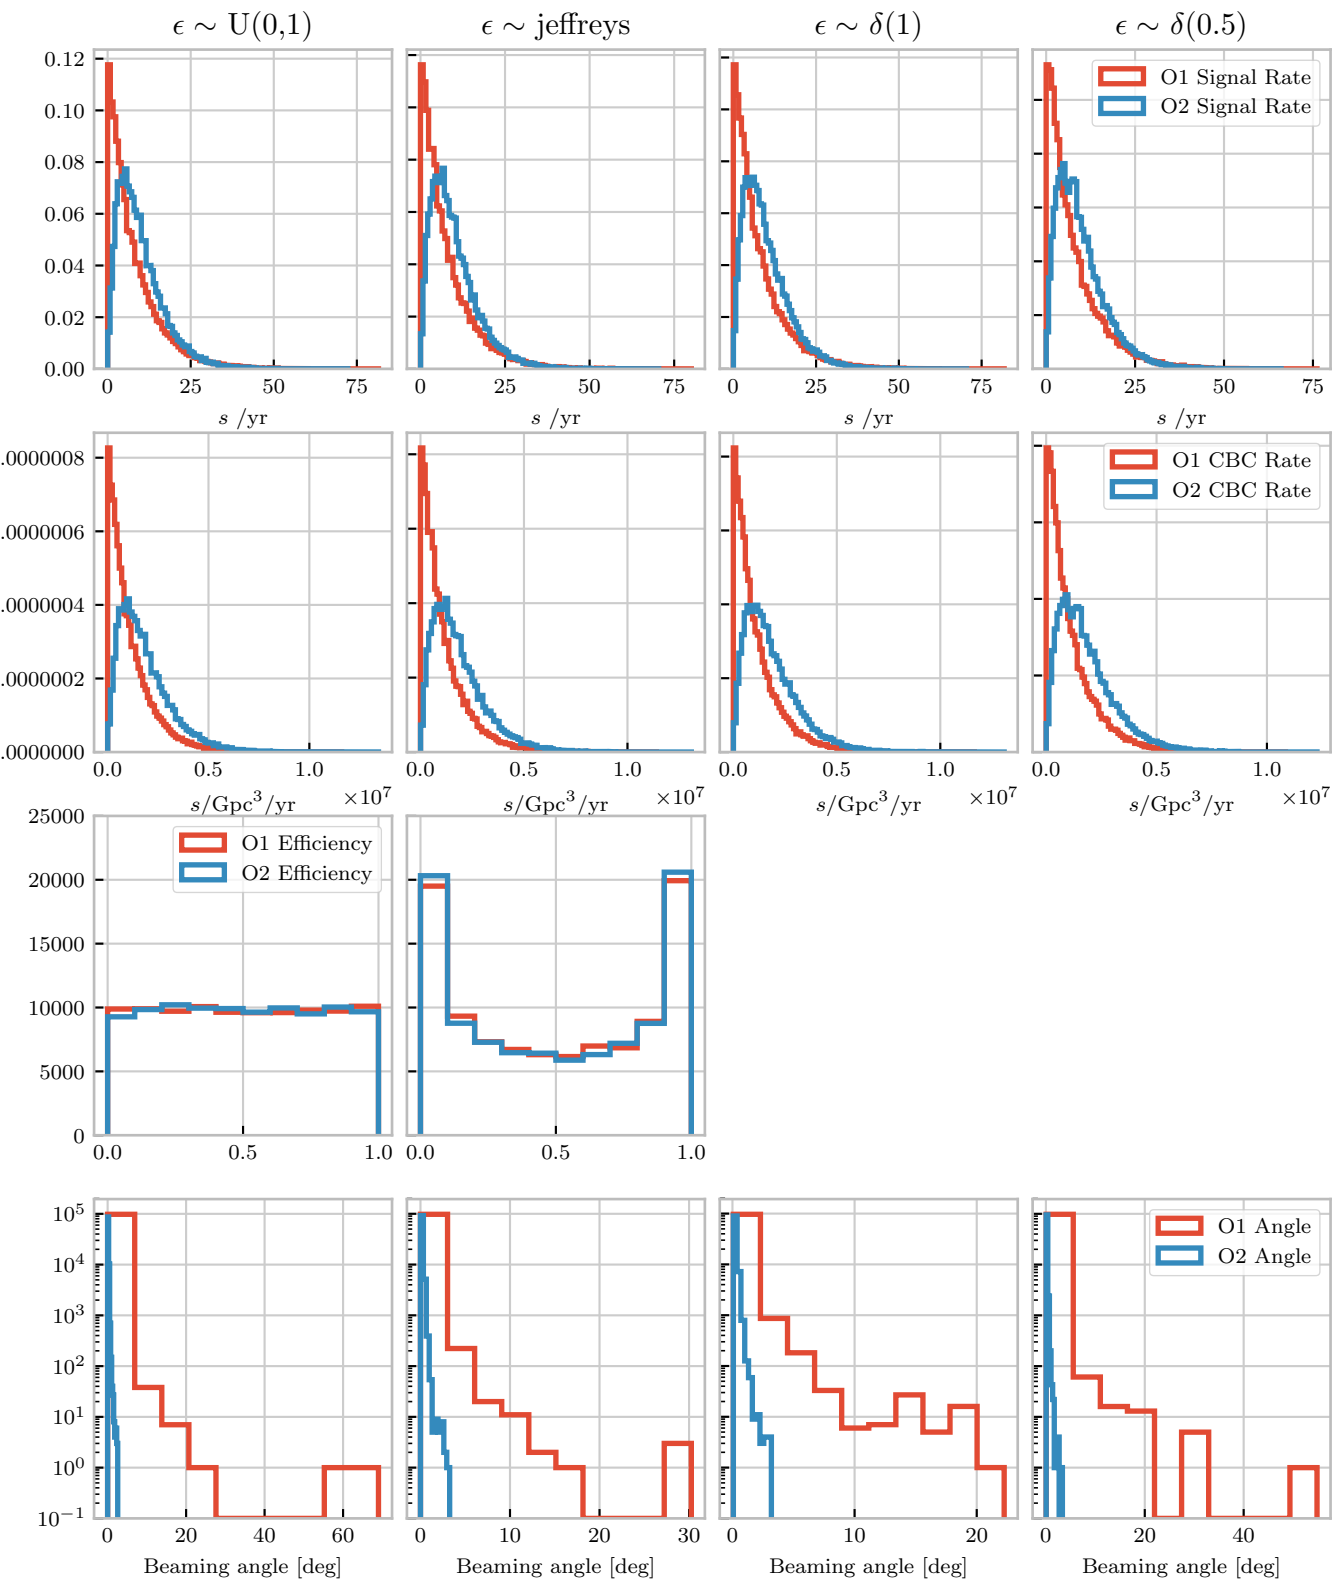 ϵ ∼ U(0,1) ϵ ∼ jeffreys ϵ ∼ δ(1) ϵ ∼ δ(0.5)
0.12
0.10
0.08
0.06
0.04
0.02
0.00
O1 Signal Rate
O2 Signal Rate
0 25 50 75 0 25 50 75 0 25 50 75 0 25 50 75
s /yr s /yr s /yr s /yr
.0000008
.0000006
.0000004
.0000002
.0000000
O1 CBC Rate
O2 CBC Rate
0.0 0.5 1.0 0.0 0.5 1.0 0.0 0.5 1.0 0.0 0.5 1.0
s/Gpc³/yr ×10⁷ s/Gpc³/yr ×10⁷ s/Gpc³/yr ×10⁷ s/Gpc³/yr ×10⁷
25000
20000
15000
10000
5000
0
O1 Efficiency
O2 Efficiency
0.0 0.5 1.0 0.0 0.5 1.0
10⁵
10⁴
10³
10²
10¹
10⁰
10⁻¹
O1 Angle
O2 Angle
0 20 40 60 0 10 20 30 0 10 20 0 20 40
Beaming angle [deg] Beaming angle [deg] Beaming angle [deg] Beaming angle [deg]